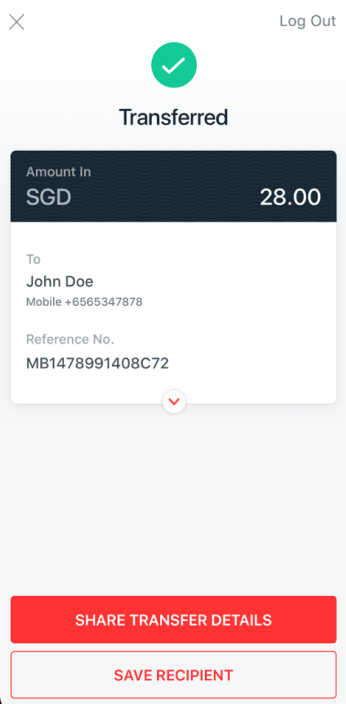 Log Out
Transferred
Amount In
SGD 28.00
To
John Doe
Mobile +6565347878
Reference No.
MB1478991408C72
SHARE TRANSFER DETAILS
SAVE RECIPIENT